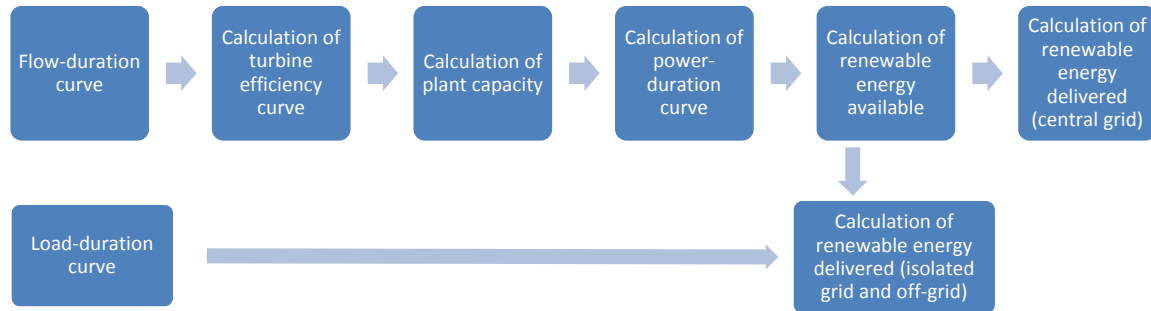 Flow-duration
curve
Calculation of
turbine
efficiency
curve
Calculation
of plant
capacity
Calculation of
power-
duration
curve
Calculation of
renewable
energy
available
Calculation of
renewable
energy
delivered
(central grid)
Load-duration
curve
Calculation of
renewable energy
delivered (isolated
grid and off-grid)